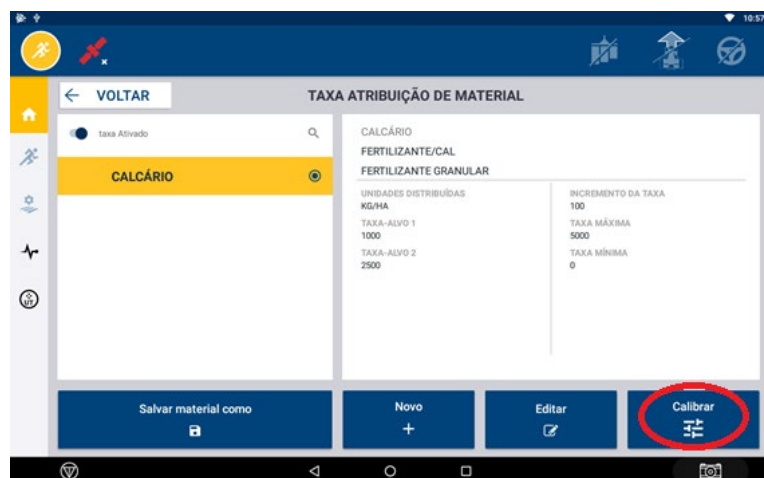 10:57
VOLTAR
TAXA ATRIBUIÇÃO DE MATERIAL
taxa Ativado
CALCÁRIO
CALCÁRIO
FERTILIZANTE/CAL
FERTILIZANTE GRANULAR
UNIDADES DISTRIBUÍDAS
KG/HA
TAXA-ALVO 1
1000
TAXA-ALVO 2
2500
INCREMENTO DA TAXA
100
TAXA MÁXIMA
5000
TAXA MÍNIMA
0
Salvar material como
Novo
Editar
Calibrar
UT